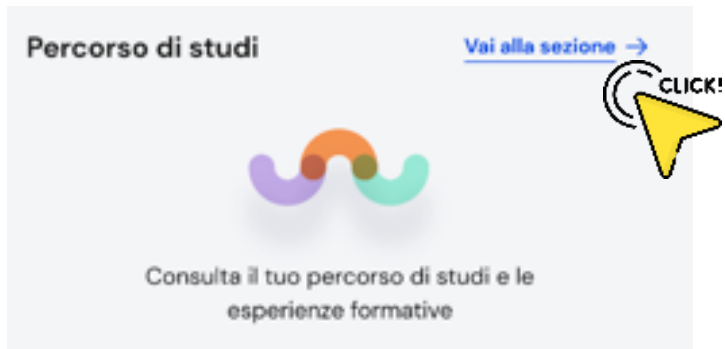 Percorso di studi
Vai alla sezione →
CLICK!
Consulta il tuo percorso di studi e le
esperienze formative